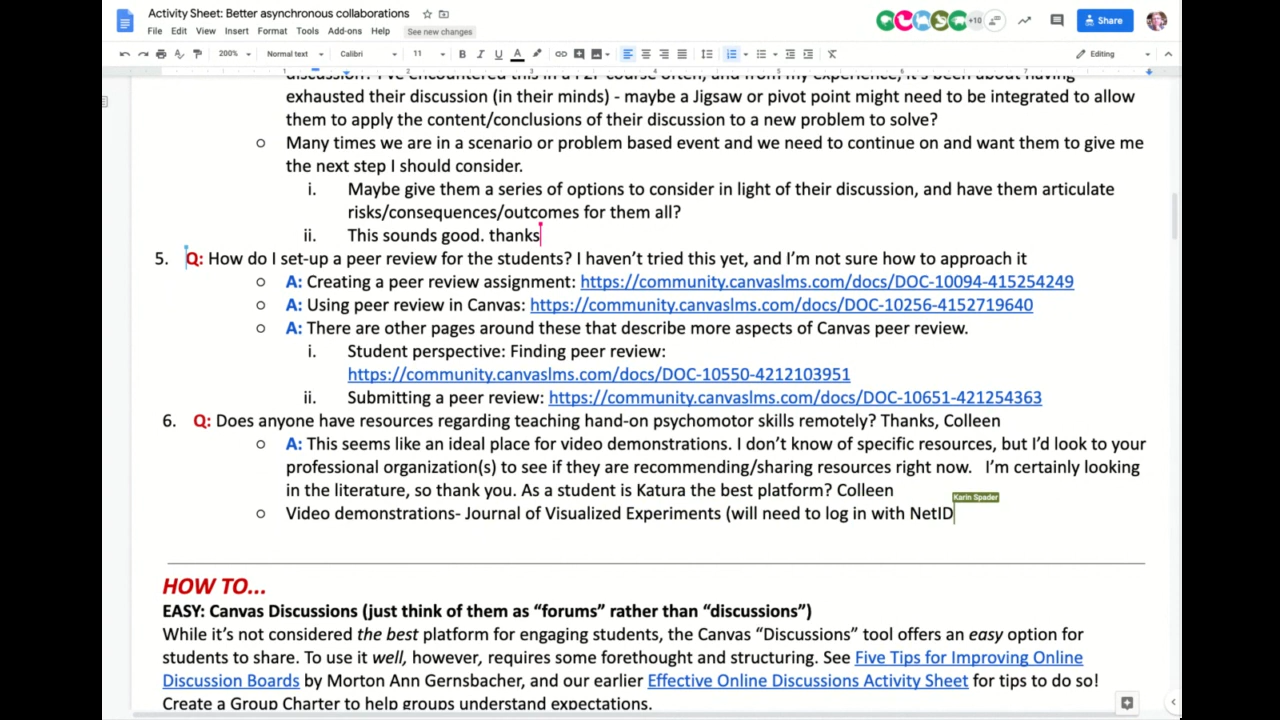 Activity Sheet: Better asynchronous collaborations
File Edit View Insert Format Tools Add-ons Help See new changes
+10
Share
200% Normal text Calibri 11 B I U A Editing
1 2 3 4 5 6 7
exhausted their discussion (in their minds) - maybe a Jigsaw or pivot point might need to be integrated to allow
them to apply the content/conclusions of their discussion to a new problem to solve?
○ Many times we are in a scenario or problem based event and we need to continue on and want them to give me
the next step I should consider.
i. Maybe give them a series of options to consider in light of their discussion, and have them articulate
risks/consequences/outcomes for them all?
ii. This sounds good. thanks
5. Q: How do I set-up a peer review for the students? I haven’t tried this yet, and I’m not sure how to approach it
○ A: Creating a peer review assignment: https://community.canvaslms.com/docs/DOC-10094-415254249
○ A: Using peer review in Canvas: https://community.canvaslms.com/docs/DOC-10256-4152719640
○ A: There are other pages around these that describe more aspects of Canvas peer review.
i. Student perspective: Finding peer review:
https://community.canvaslms.com/docs/DOC-10550-4212103951
ii. Submitting a peer review: https://community.canvaslms.com/docs/DOC-10651-421254363
6. Q: Does anyone have resources regarding teaching hand-on psychomotor skills remotely? Thanks, Colleen
○ A: This seems like an ideal place for video demonstrations. I don’t know of specific resources, but I’d look to your
professional organization(s) to see if they are recommending/sharing resources right now. I’m certainly looking
in the literature, so thank you. As a student is Katura the best platform? Colleen
Karin Spader
○ Video demonstrations- Journal of Visualized Experiments (will need to log in with NetID
HOW TO...
EASY: Canvas Discussions (just think of them as “forums” rather than “discussions”)
While it’s not considered the best platform for engaging students, the Canvas “Discussions” tool offers an easy option for
students to share. To use it well, however, requires some forethought and structuring. See Five Tips for Improving Online
Discussion Boards by Morton Ann Gernsbacher, and our earlier Effective Online Discussions Activity Sheet for tips to do so!
Create a Group Charter to help groups understand expectations.